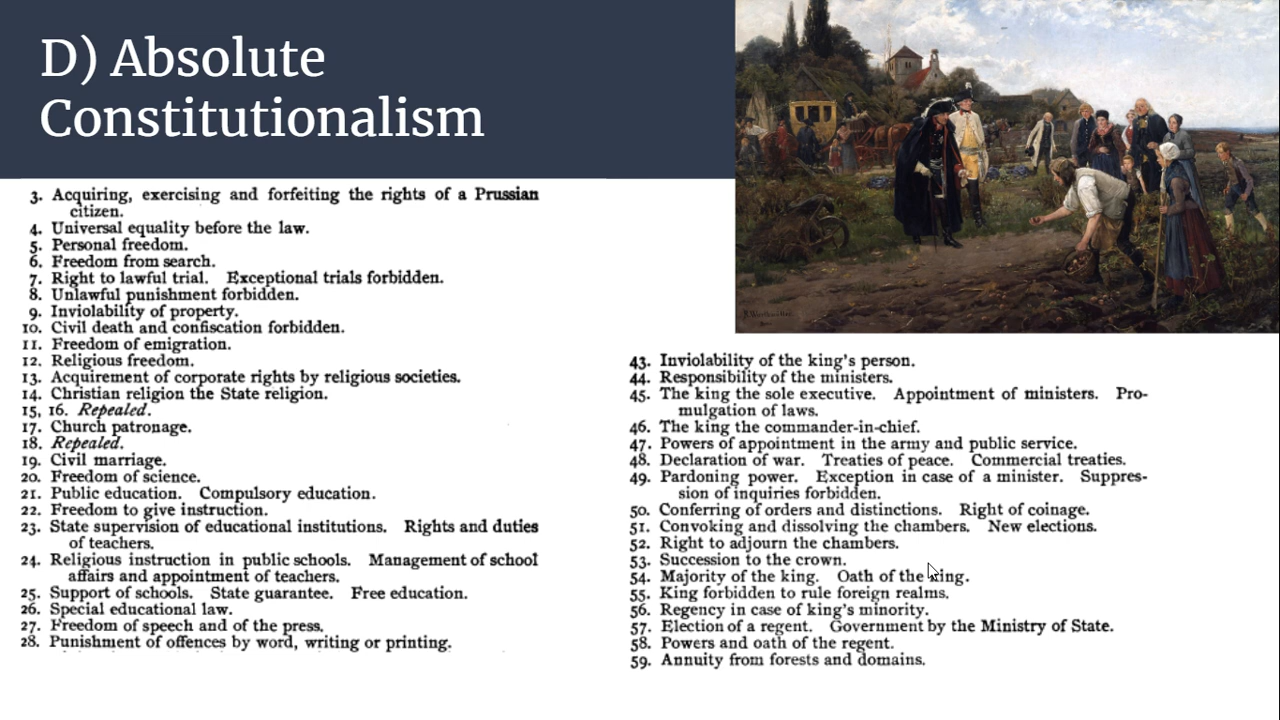 D) Absolute
Constitutionalism
3. Acquiring, exercising and forfeiting the rights of a Prussian
citizen.
4. Universal equality before the law.
5. Personal freedom.
6. Freedom from search.
7. Right to lawful trial. Exceptional trials forbidden.
8. Unlawful punishment forbidden.
9. Inviolability of property.
10. Civil death and confiscation forbidden.
11. Freedom of emigration.
12. Religious freedom.
13. Acquirement of corporate rights by religious societies.
14. Christian religion the State religion.
15, 16. Repealed.
17. Church patronage.
18. Repealed.
19. Civil marriage.
20. Freedom of science.
21. Public education. Compulsory education.
22. Freedom to give instruction.
23. State supervision of educational institutions. Rights and duties
of teachers.
24. Religious instruction in public schools. Management of school
affairs and appointment of teachers.
25. Support of schools. State guarantee. Free education.
26. Special educational law.
27. Freedom of speech and of the press.
28. Punishment of offences by word, writing or printing.
43. Inviolability of the king's person.
44. Responsibility of the ministers.
45. The king the sole executive. Appointment of ministers. Pro-
mulgation of laws.
46. The king the commander-in-chief.
47. Powers of appointment in the army and public service.
48. Declaration of war. Treaties of peace. Commercial treaties.
49. Pardoning power. Exception in case of a minister. Suppres-
sion of inquiries forbidden.
50. Conferring of orders and distinctions. Right of coinage.
51. Convoking and dissolving the chambers. New elections.
52. Right to adjourn the chambers.
53. Succession to the crown.
54. Majority of the king. Oath of the king.
55. King forbidden to rule foreign realms.
56. Regency in case of king's minority.
57. Election of a regent. Government by the Ministry of State.
58. Powers and oath of the regent.
59. Annuity from forests and domains.